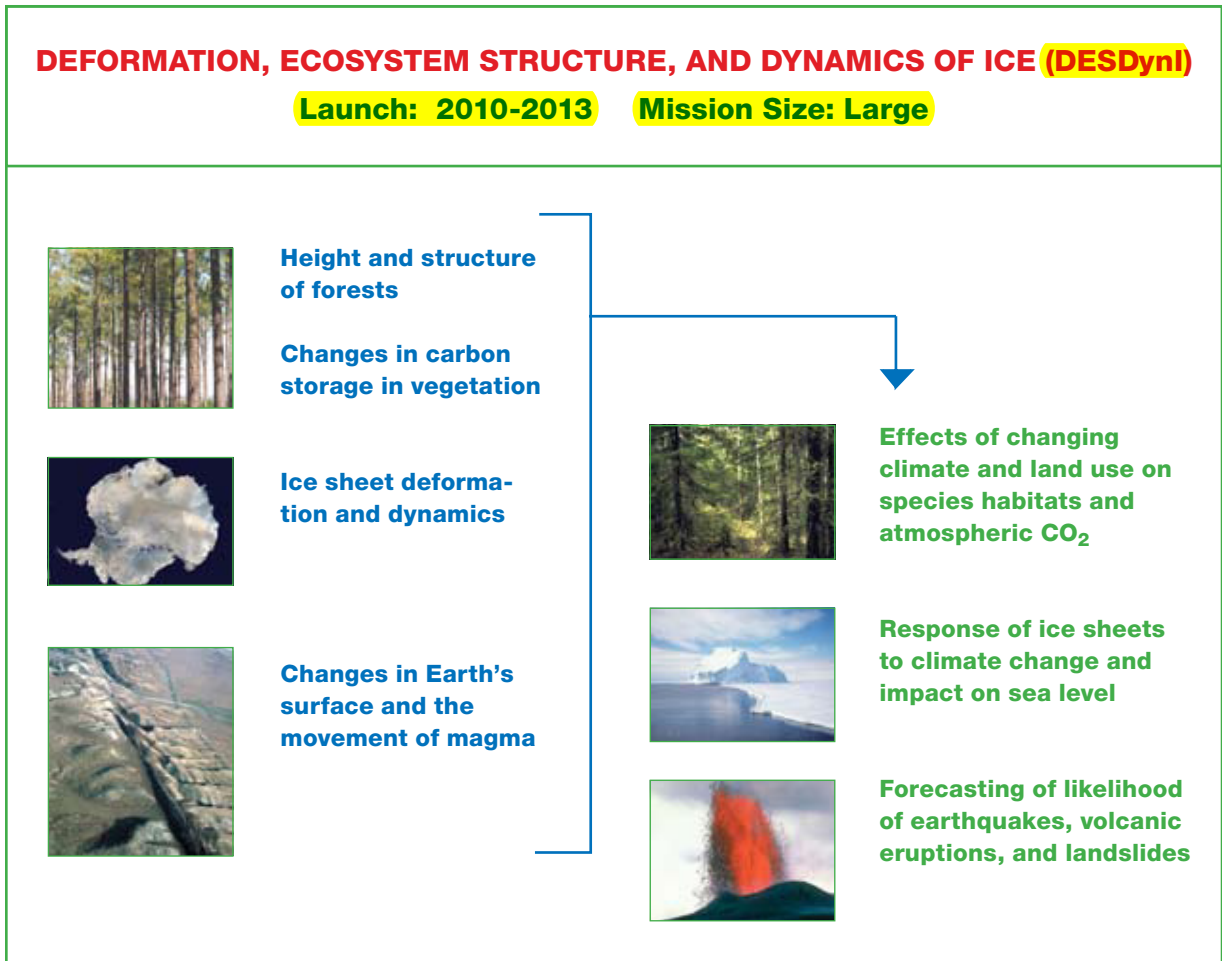 DEFORMATION, ECOSYSTEM STRUCTURE, AND DYNAMICS OF ICE (DESDynI)
Launch: 2010-2013 Mission Size: Large
Height and structure
of forests
Changes in carbon
storage in vegetation
Ice sheet deforma-
tion and dynamics
Changes in Earth's
surface and the
movement of magma
Effects of changing
climate and land use on
species habitats and
atmospheric CO₂
Response of ice sheets
to climate change and
impact on sea level
Forecasting of likelihood
of earthquakes, volcanic
eruptions, and landslides